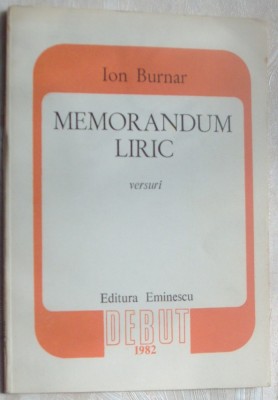 Ion Burnar
MEMORANDUM
LIRIC
versuri
Editura Eminescu
DEBUT
1982